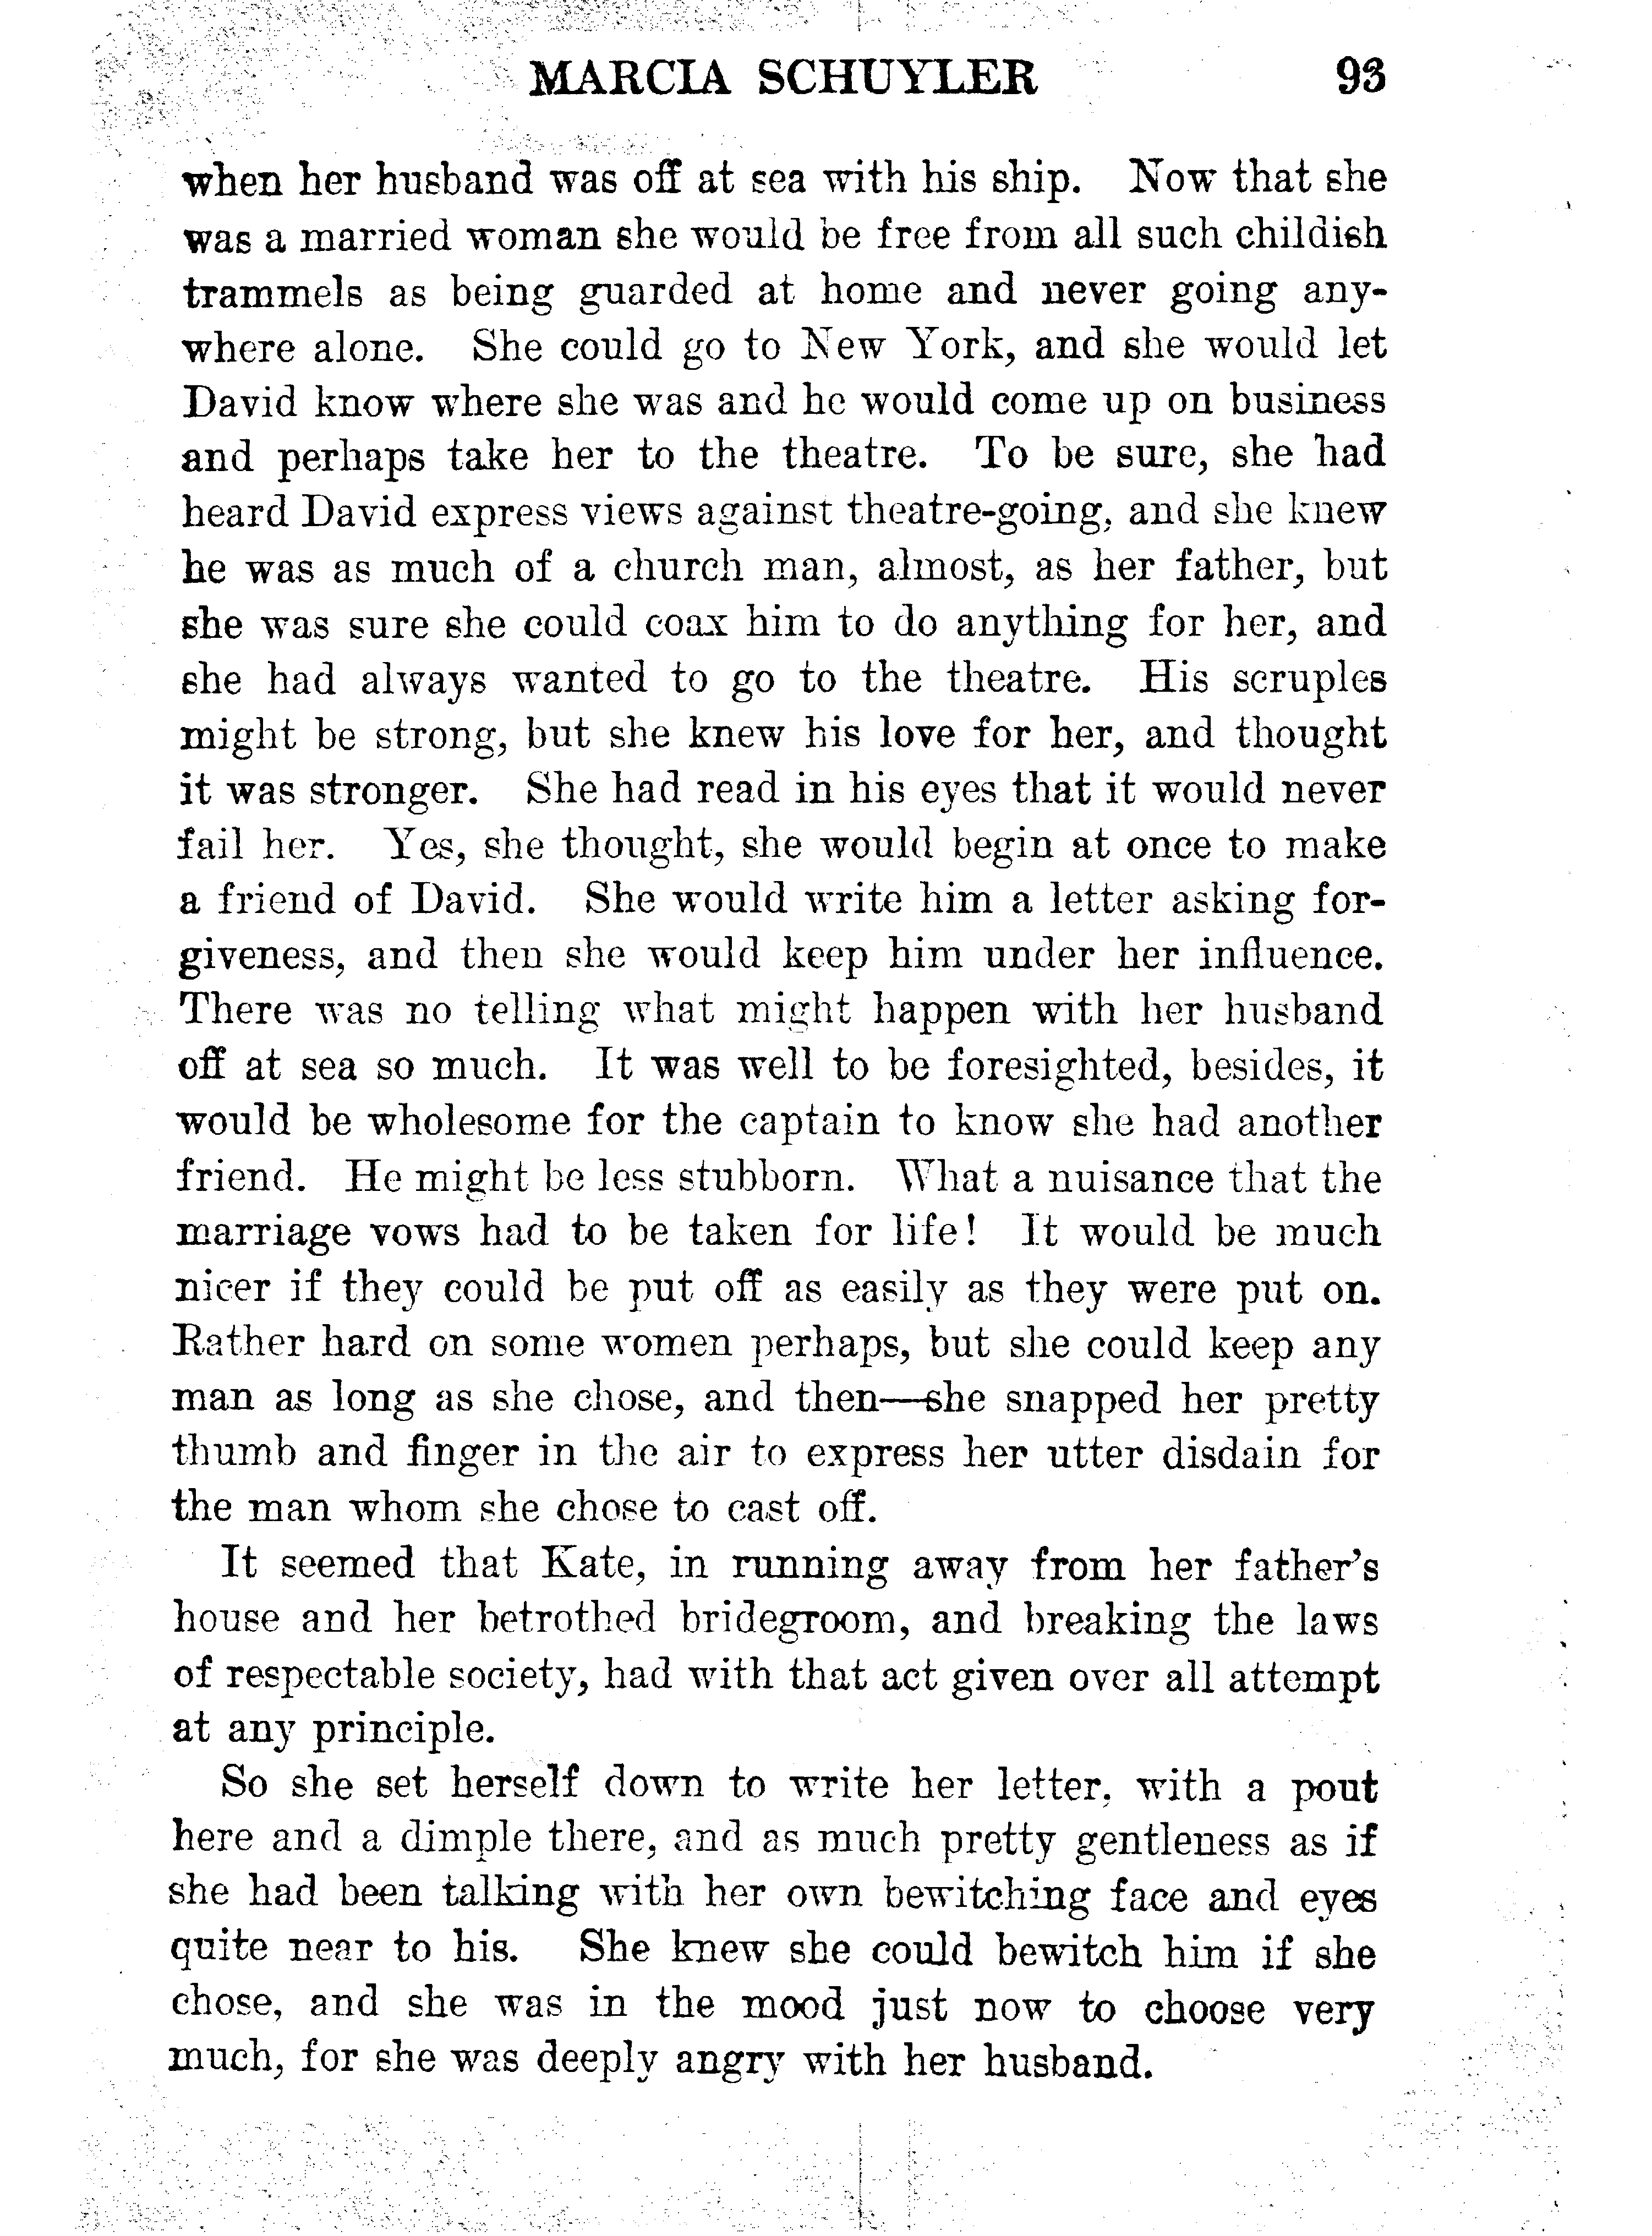 MARCIA SCHUYLER 93
when her husband was off at sea with his ship. Now that she
was a married woman she would be free from all such childish
trammels as being guarded at home and never going any-
where alone. She could go to New York, and she would let
David know where she was and he would come up on business
and perhaps take her to the theatre. To be sure, she had
heard David express views against theatre-going, and she knew
he was as much of a church man, almost, as her father, but
she was sure she could coax him to do anything for her, and
she had always wanted to go to the theatre. His scruples
might be strong, but she knew his love for her, and thought
it was stronger. She had read in his eyes that it would never
fail her. Yes, she thought, she would begin at once to make
a friend of David. She would write him a letter asking for-
giveness, and then she would keep him under her influence.
There was no telling what might happen with her husband
off at sea so much. It was well to be foresighted, besides, it
would be wholesome for the captain to know she had another
friend. He might be less stubborn. What a nuisance that the
marriage vows had to be taken for life! It would be much
nicer if they could be put off as easily as they were put on.
Rather hard on some women perhaps, but she could keep any
man as long as she chose, and then—she snapped her pretty
thumb and finger in the air to express her utter disdain for
the man whom she chose to cast off.
It seemed that Kate, in running away from her father's
house and her betrothed bridegroom, and breaking the laws
of respectable society, had with that act given over all attempt
at any principle.
So she set herself down to write her letter, with a pout
here and a dimple there, and as much pretty gentleness as if
she had been talking with her own bewitching face and eyes
quite near to his. She knew she could bewitch him if she
chose, and she was in the mood just now to choose very
much, for she was deeply angry with her husband.